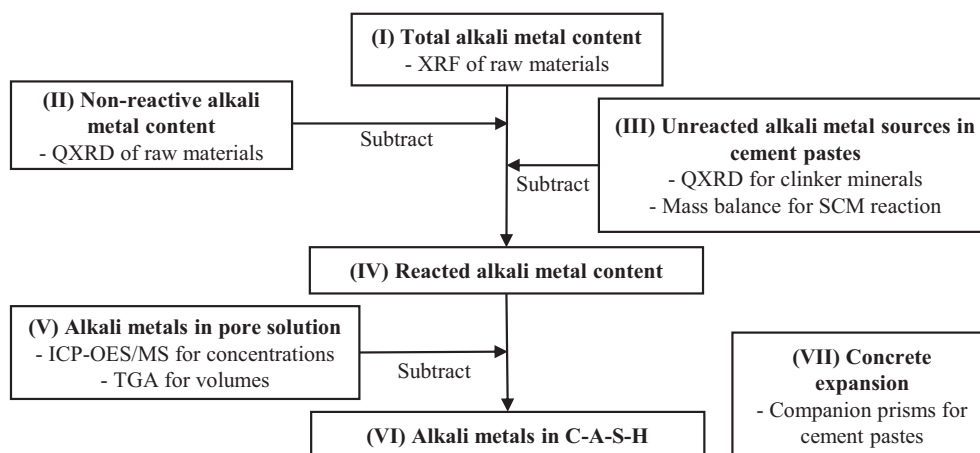 (I) Total alkali metal content
- XRF of raw materials
(II) Non-reactive alkali
metal content
- QXRD of raw materials
Subtract
(III) Unreacted alkali metal sources in
cement pastes
- QXRD for clinker minerals
- Mass balance for SCM reaction
Subtract
(IV) Reacted alkali metal content
(V) Alkali metals in pore solution
- ICP-OES/MS for concentrations
- TGA for volumes
Subtract
(VII) Concrete
expansion
- Companion prisms for
cement pastes
(VI) Alkali metals in C-A-S-H